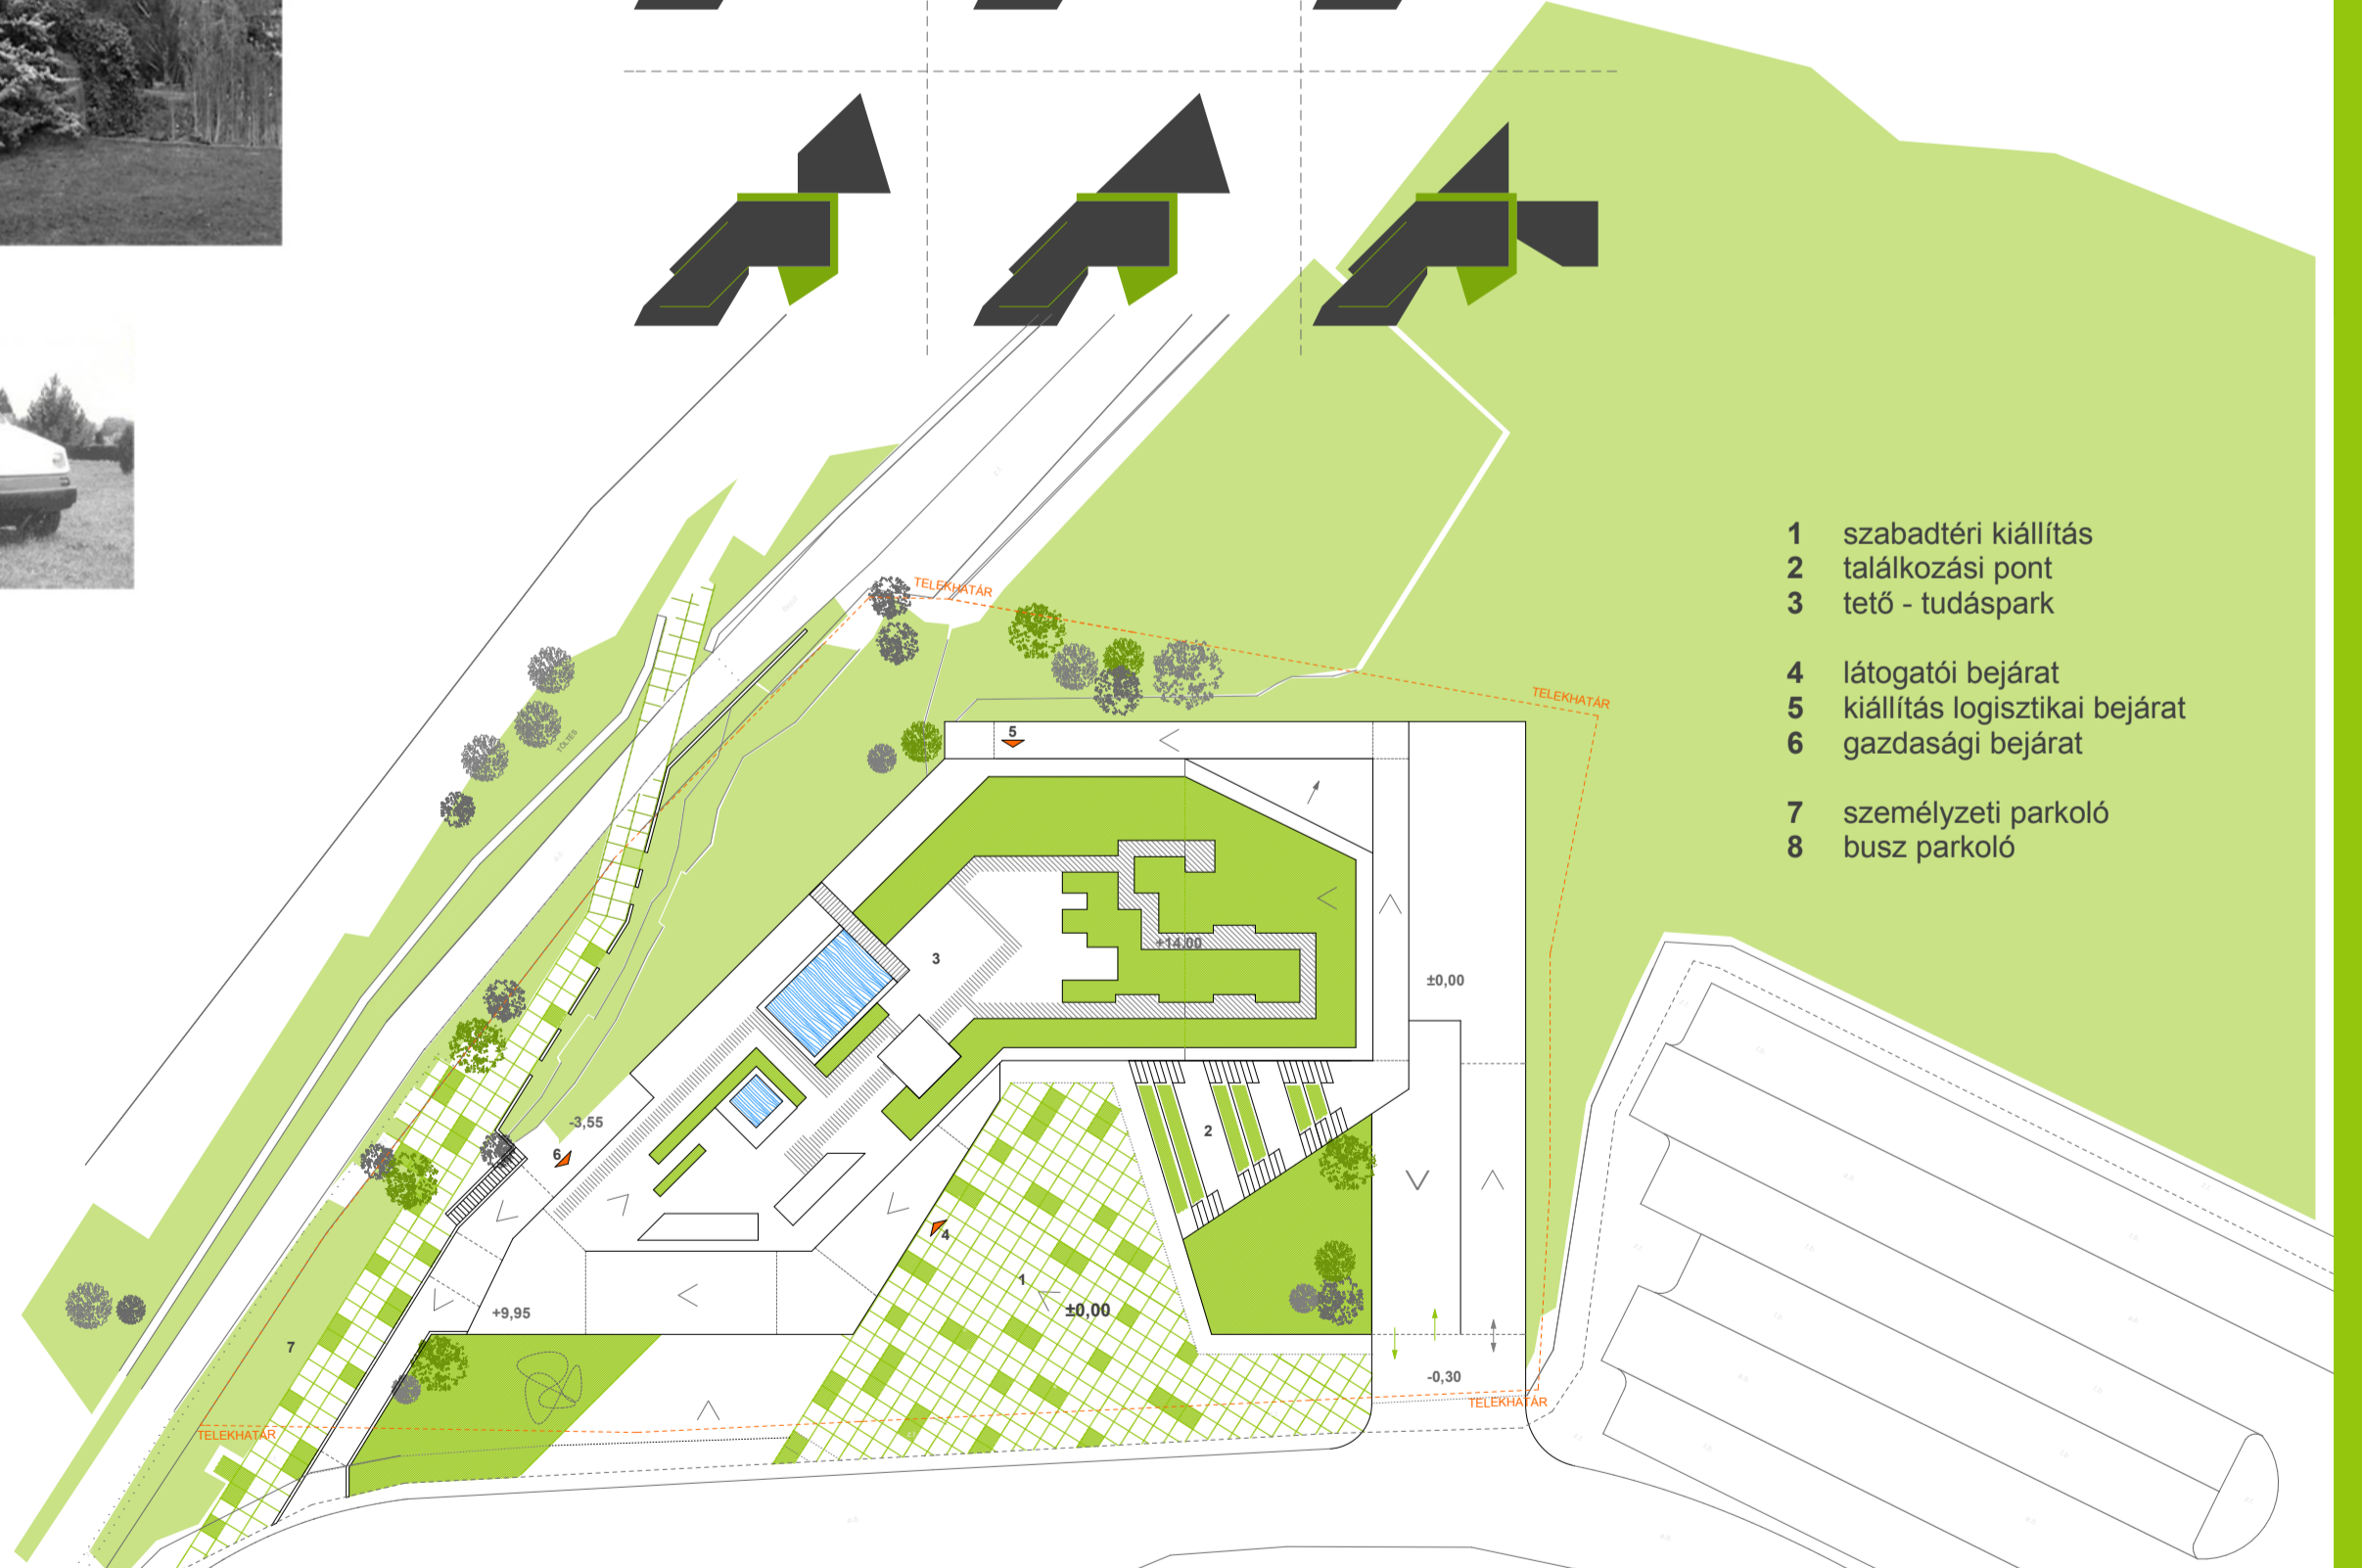 TELEKHATÁR
TELEKHATÁR
TÖLTÉS
5
3
+14.00
±0,00
-3,55
6
2
4
1
±0,00
+9,95
7
-0,30
TELEKHATÁR
TELEKHATÁR
1 szabadtéri kiállítás
2 találkozási pont
3 tető - tudáspark
4 látogatói bejárat
5 kiállítás logisztikai bejárat
6 gazdasági bejárat
7 személyzeti parkoló
8 busz parkoló